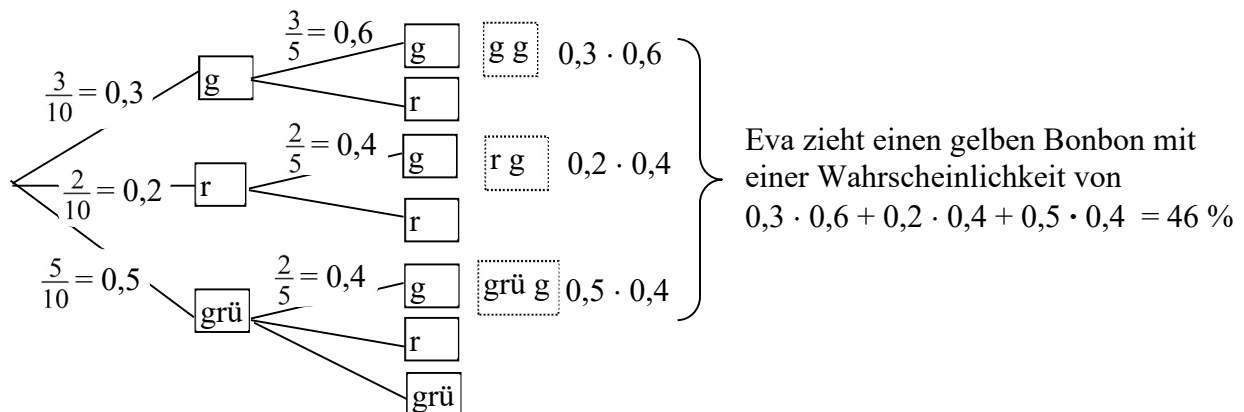 3/5 = 0,6
g
g g
0,3 · 0,6
3/10 = 0,3
g
r
2/5 = 0,4
g
r g
0,2 · 0,4
2/10 = 0,2
r
r
5/10 = 0,5
grü
2/5 = 0,4
g
grü g
0,5 · 0,4
r
grü
Eva zieht einen gelben Bonbon mit
einer Wahrscheinlichkeit von
0,3 · 0,6 + 0,2 · 0,4 + 0,5 · 0,4 = 46 %